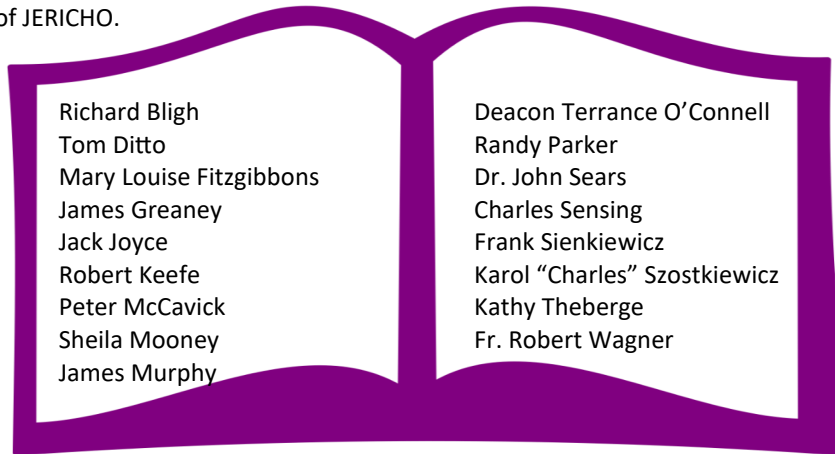 of JERICHO.
Richard Bligh
Tom Ditto
Mary Louise Fitzgibbons
James Greaney
Jack Joyce
Robert Keefe
Peter McCavick
Sheila Mooney
James Murphy
Deacon Terrance O’Connell
Randy Parker
Dr. John Sears
Charles Sensing
Frank Sienkiewicz
Karol “Charles” Szostkiewicz
Kathy Theberge
Fr. Robert Wagner